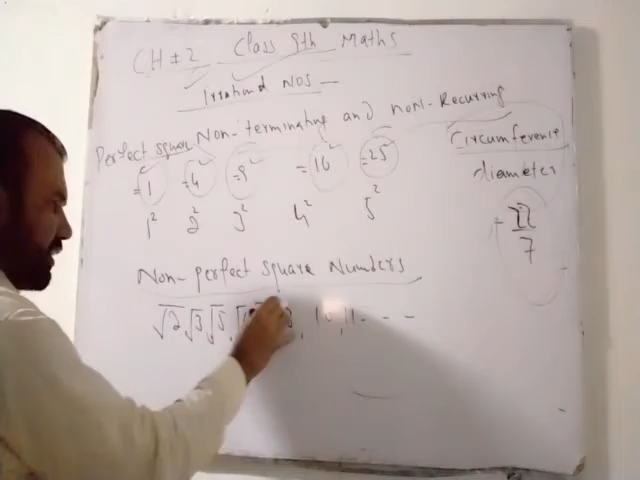 CH # 2 Class 9th Maths
Irrational NOS —
Non-terminating and non-Recurring
Perfect square
=1 =4 =9 =16 =25
1² 2² 3² 4² 5²
Circumference
diameter
= 22
7
Non-perfect square Numbers
√2 √3 √5, 11 - - -